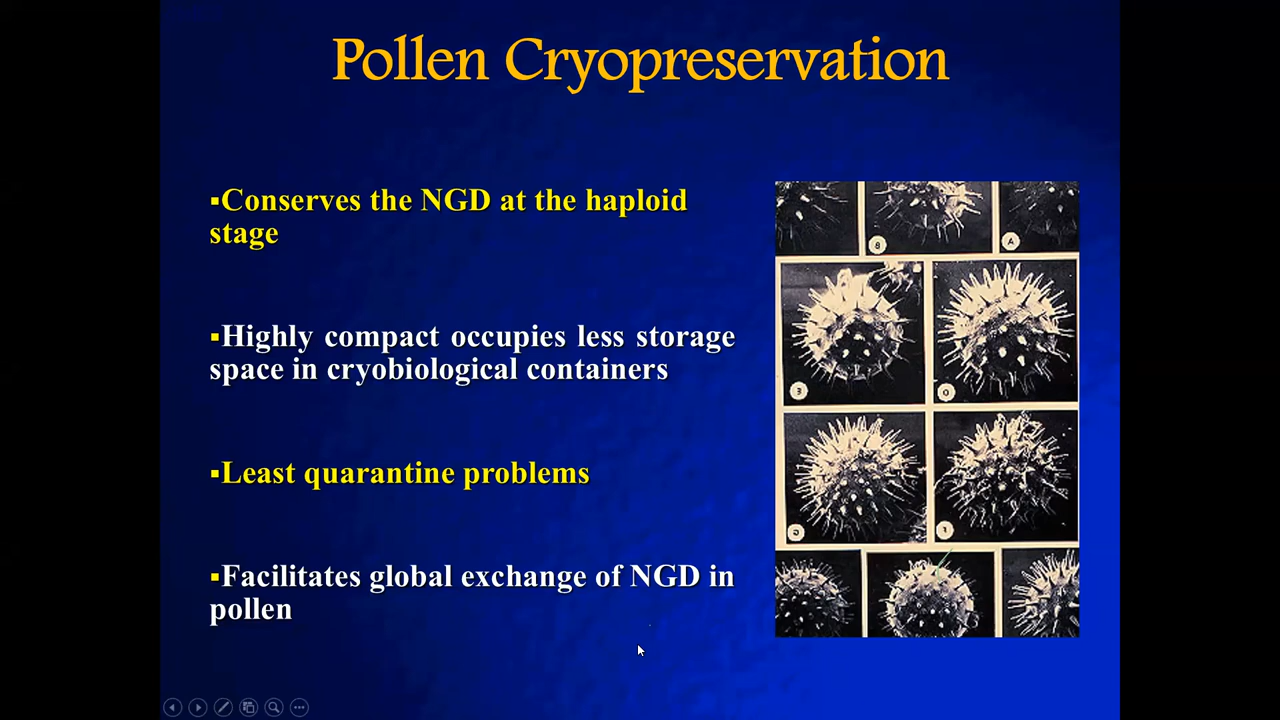 Pollen Cryopreservation
▪Conserves the NGD at the haploid
stage
▪Highly compact occupies less storage
space in cryobiological containers
▪Least quarantine problems
▪Facilitates global exchange of NGD in
pollen
B
A
E
D
G
F